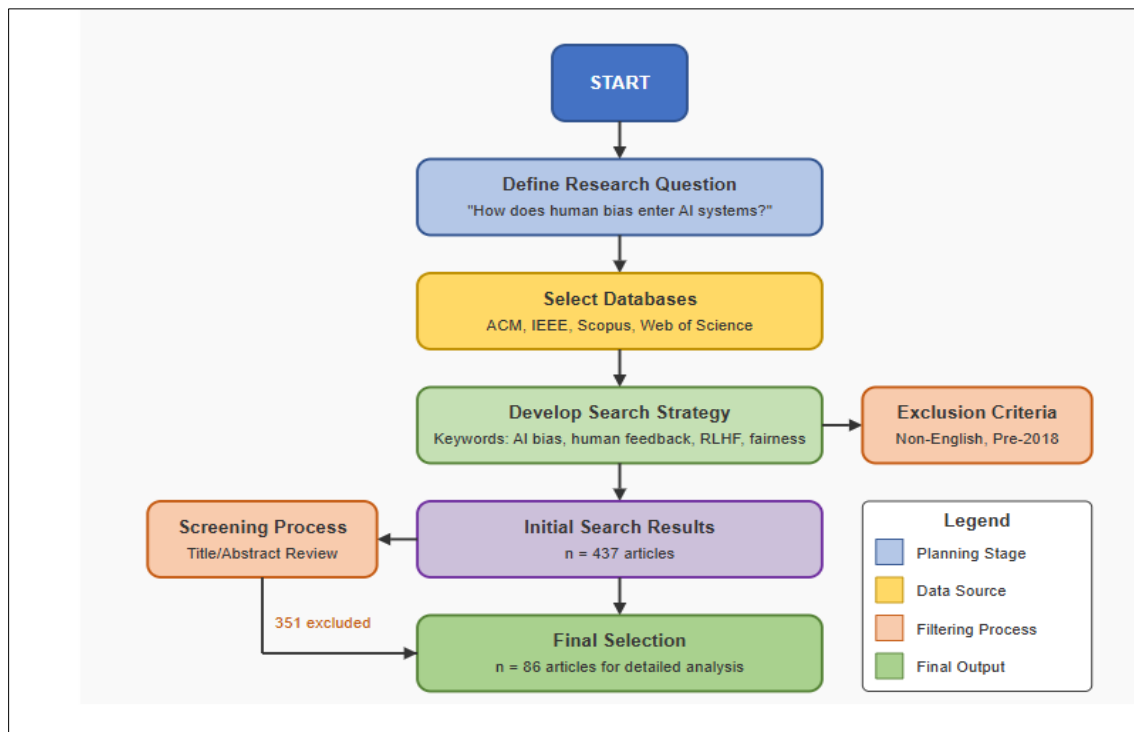 START
Define Research Question
"How does human bias enter AI systems?"
Select Databases
ACM, IEEE, Scopus, Web of Science
Develop Search Strategy
Keywords: AI bias, human feedback, RLHF, fairness
Exclusion Criteria
Non-English, Pre-2018
Screening Process
Title/Abstract Review
Initial Search Results
n = 437 articles
351 excluded
Final Selection
n = 86 articles for detailed analysis
Legend
Planning Stage
Data Source
Filtering Process
Final Output